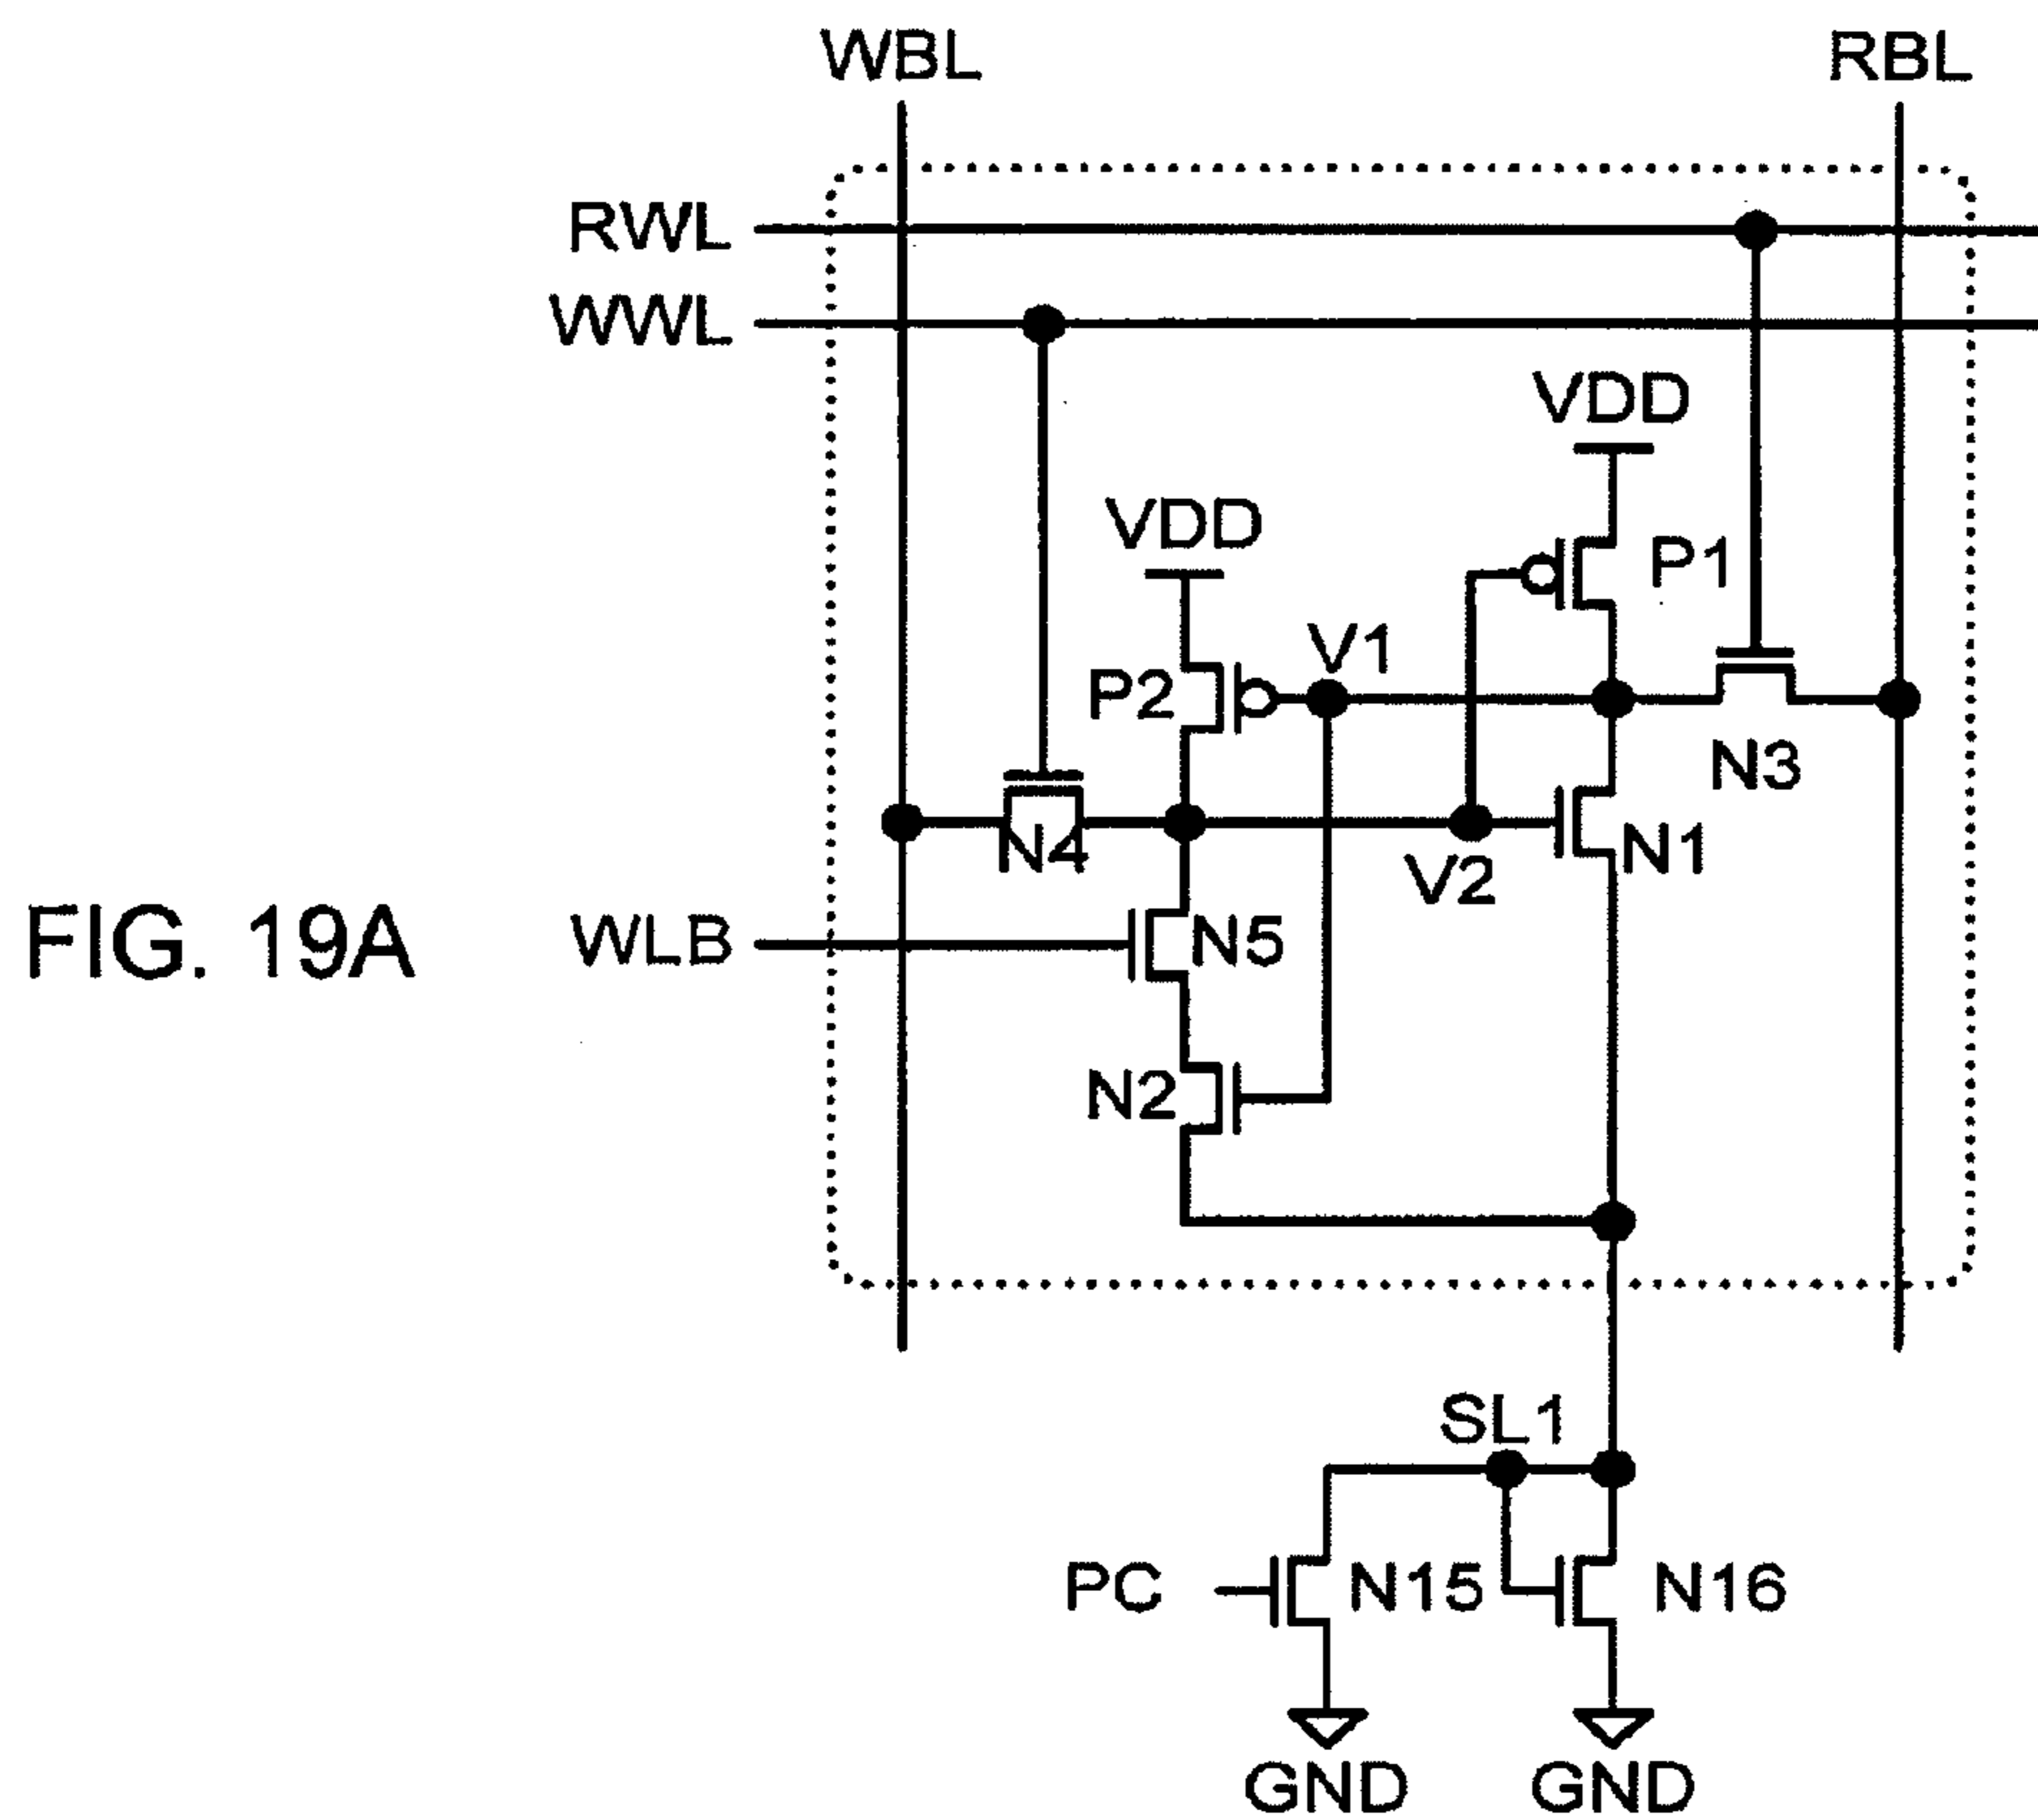 WBL
RBL
RWL
WWL
VDD
VDD
P1
V1
P2
N3
N4
N1
V2
FIG. 19A
WLB
N5
N2
SL1
PC
N15
N16
GND
GND